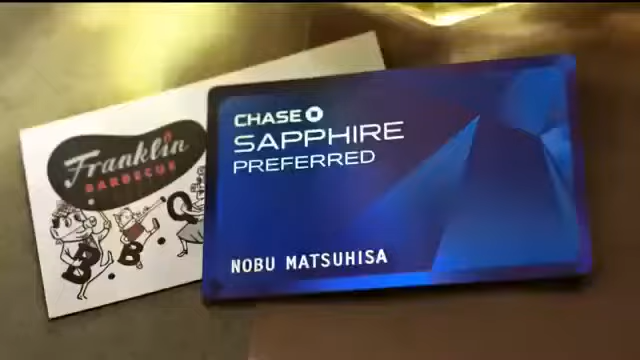 Franklin
BARBECUE
B.B.Q
CHASE
SAPPHIRE
PREFERRED
NOBU MATSUHISA